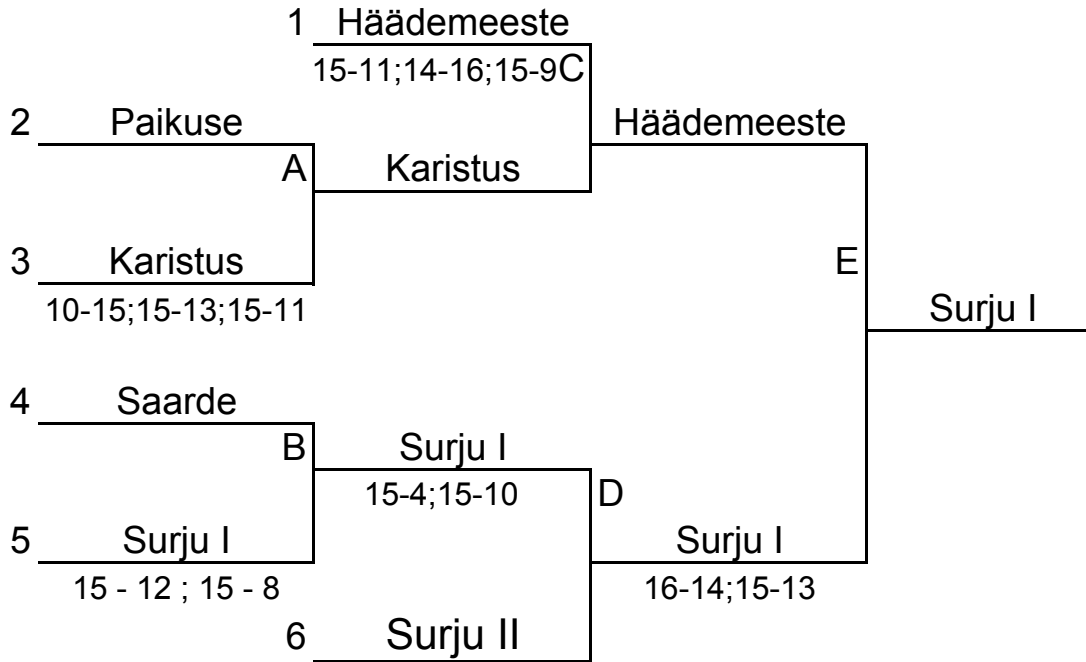 1 Häädemeeste
15-11;14-16;15-9 C
2 Paikuse
Häädemeeste
A
Karistus
3 Karistus
E
10-15;15-13;15-11
Surju I
4 Saarde
B
Surju I
15-4;15-10
D
5 Surju I
Surju I
15 - 12 ; 15 - 8
16-14;15-13
6 Surju II